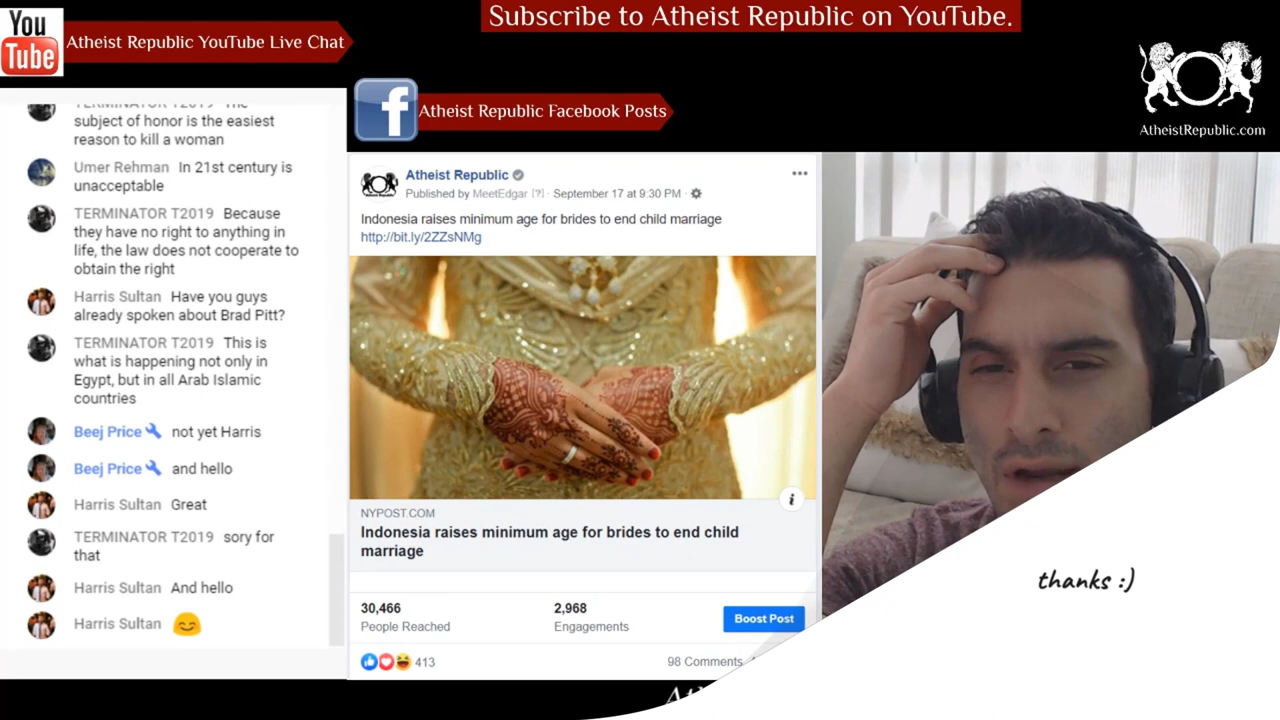 Subscribe to Atheist Republic on YouTube.
You
Tube
Atheist Republic YouTube Live Chat
AtheistRepublic.com
f
Atheist Republic Facebook Posts
TERMINATOR T2019 The
subject of honor is the easiest
reason to kill a woman
Umer Rehman In 21st century is
unacceptable
TERMINATOR T2019 Because
they have no right to anything in
life, the law does not cooperate to
obtain the right
Harris Sultan Have you guys
already spoken about Brad Pitt?
TERMINATOR T2019 This is
what is happening not only in
Egypt, but in all Arab Islamic
countries
Beej Price not yet Harris
Beej Price and hello
Harris Sultan Great
TERMINATOR T2019 sory for
that
Harris Sultan And hello
Harris Sultan 😊
Atheist Republic
Published by MeetEdgar [?] · September 17 at 9:30 PM ·
Indonesia raises minimum age for brides to end child marriage
http://bit.ly/2ZZsNMg
i
NYPOST.COM
Indonesia raises minimum age for brides to end child
marriage
30,466
People Reached
2,968
Engagements
Boost Post
413
98 Comments
thanks :)